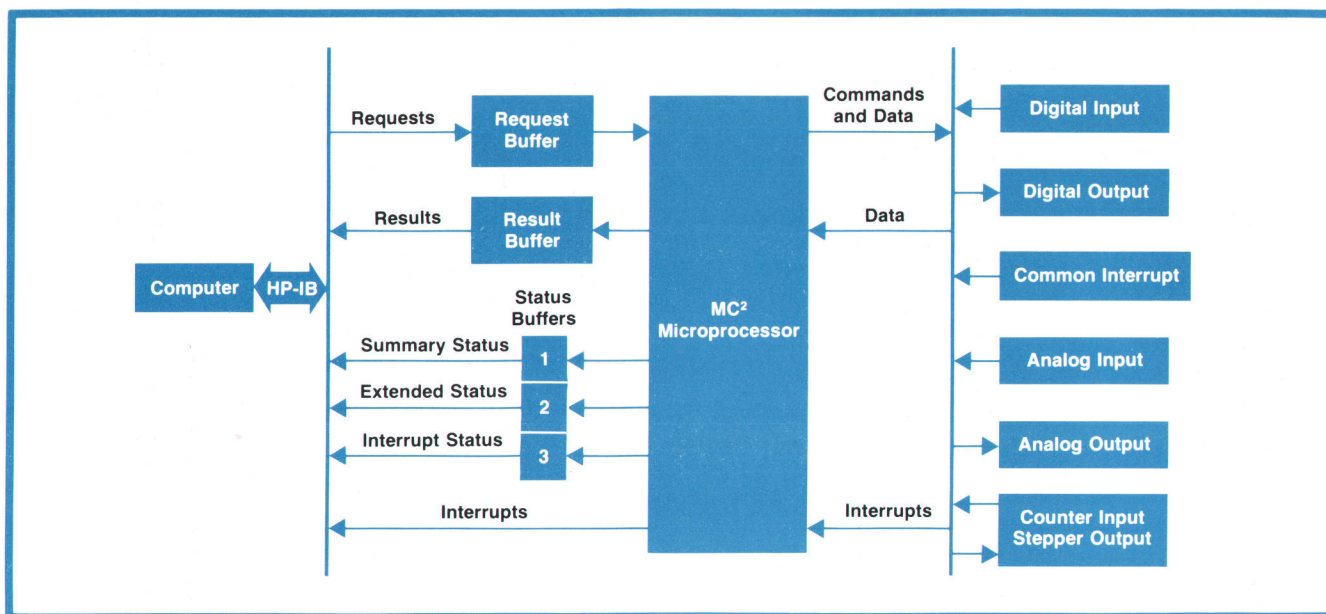 Computer
HP-IB
Requests
Request
Buffer
Results
Result
Buffer
Status
Buffers
Summary Status
1
Extended Status
2
Interrupt Status
3
Interrupts
MC²
Microprocessor
Commands
and Data
Data
Interrupts
Digital Input
Digital Output
Common Interrupt
Analog Input
Analog Output
Counter Input
Stepper Output